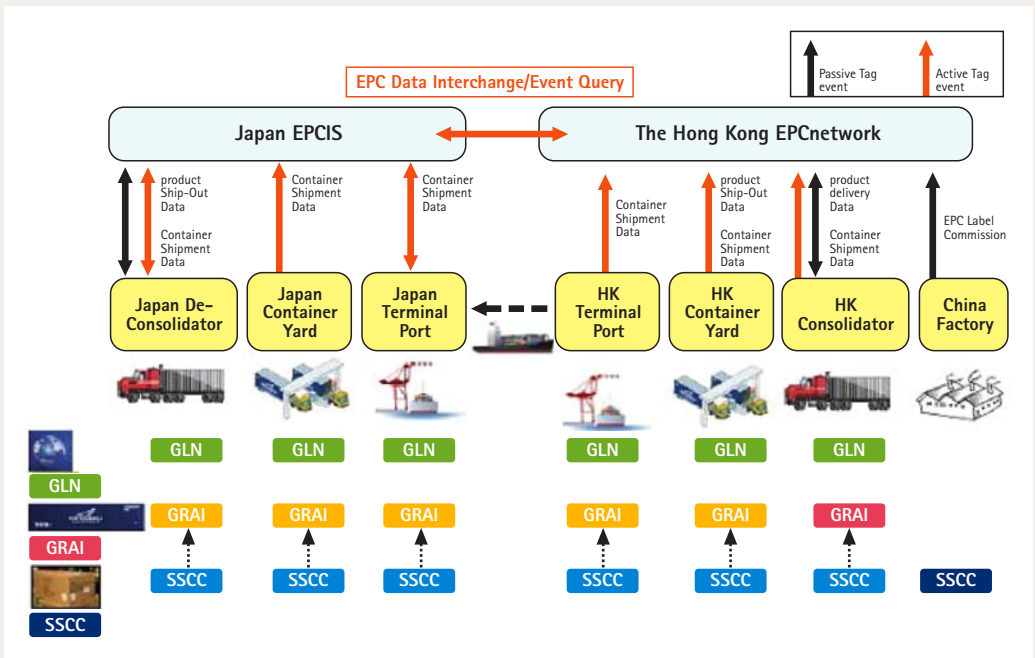 Passive Tag
event
Active Tag
event
EPC Data Interchange/Event Query
Japan EPCIS
The Hong Kong EPCnetwork
product
Ship-Out
Data
Container
Shipment
Data
Container
Shipment
Data
Container
Shipment
Data
Container
Shipment
Data
product
Ship-Out
Data
Container
Shipment
Data
product
delivery
Data
Container
Shipment
Data
EPC Label
Commission
Japan De-
Consolidator
Japan
Container
Yard
Japan
Terminal
Port
HK
Terminal
Port
HK
Container
Yard
HK
Consolidator
China
Factory
GLN
GLN
GLN
GLN
GLN
GLN
GLN
GRAI
GRAI
GRAI
GRAI
GRAI
GRAI
GRAI
SSCC
SSCC
SSCC
SSCC
SSCC
SSCC
SSCC
SSCC